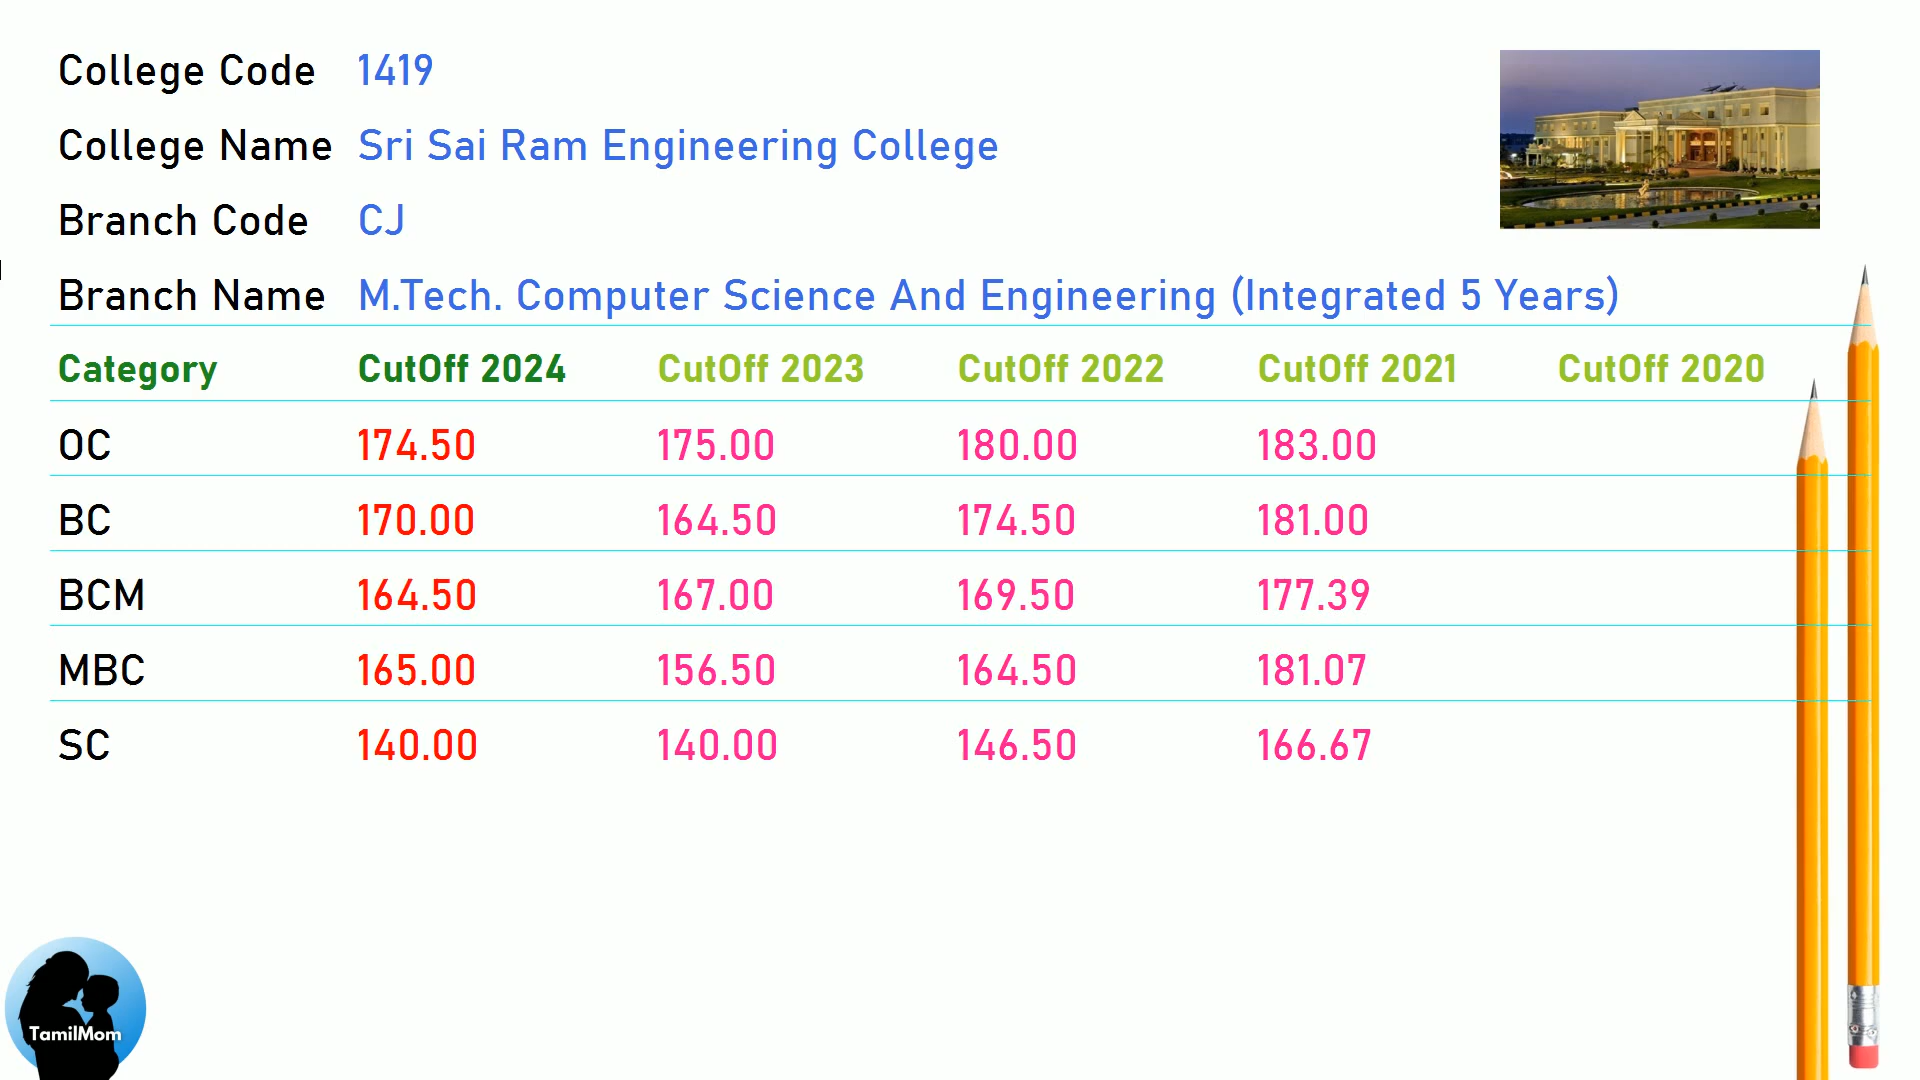 College Code 1419
College Name Sri Sai Ram Engineering College
Branch Code CJ
Branch Name M.Tech. Computer Science And Engineering (Integrated 5 Years)
Category CutOff 2024 CutOff 2023 CutOff 2022 CutOff 2021 CutOff 2020
OC 174.50 175.00 180.00 183.00
BC 170.00 164.50 174.50 181.00
BCM 164.50 167.00 169.50 177.39
MBC 165.00 156.50 164.50 181.07
SC 140.00 140.00 146.50 166.67
TamilMom